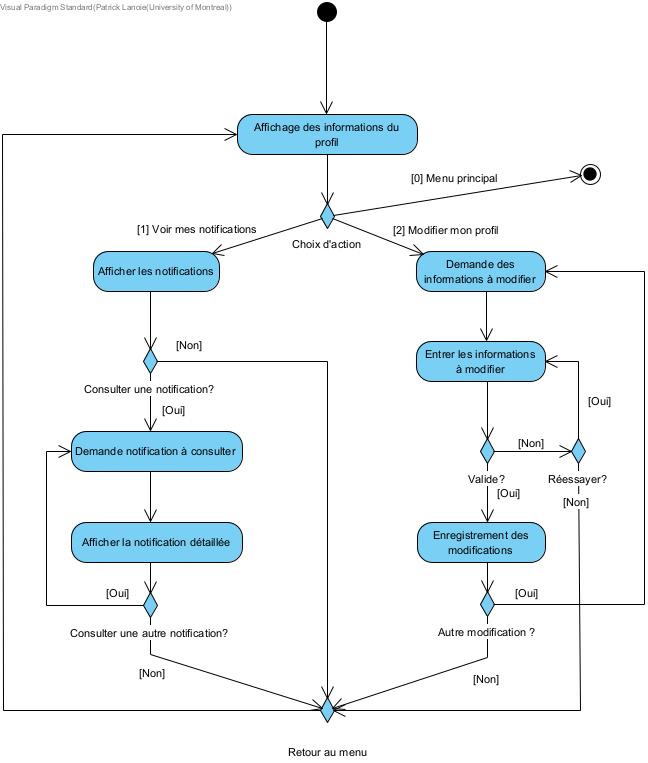 Visual Paradigm Standard(Patrick Lanoie(University of Montreal))
Affichage des informations du
profil
[0] Menu principal
[1] Voir mes notifications
[2] Modifier mon profil
Choix d'action
Afficher les notifications
Demande des
informations à modifier
[Non]
Consulter une notification?
[Oui]
Entrer les informations
à modifier
[Oui]
Demande notification à consulter
[Non]
Valide?
Réessayer?
[Oui]
[Non]
Afficher la notification détaillée
Enregistrement des
modifications
[Oui]
[Oui]
Consulter une autre notification?
Autre modification ?
[Non]
[Non]
Retour au menu